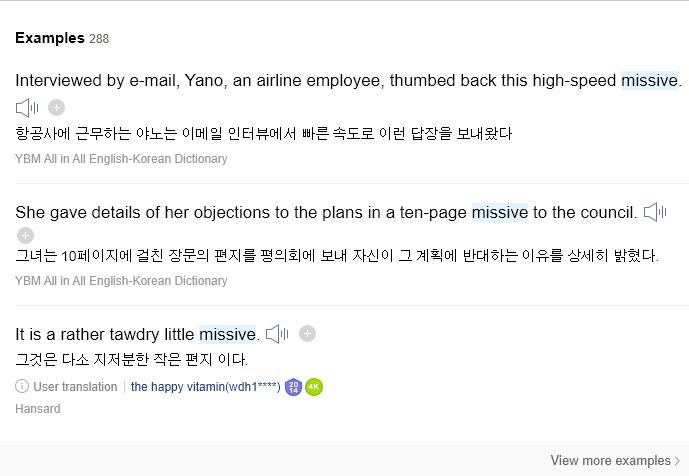 Examples 288
Interviewed by e-mail, Yano, an airline employee, thumbed back this high-speed missive.
항공사에 근무하는 야노는 이메일 인터뷰에서 빠른 속도로 이런 답장을 보내왔다
YBM All in All English-Korean Dictionary
She gave details of her objections to the plans in a ten-page missive to the council.
그녀는 10페이지에 걸친 장문의 편지를 평의회에 보내 자신이 그 계획에 반대하는 이유를 상세히 밝혔다.
YBM All in All English-Korean Dictionary
It is a rather tawdry little missive.
그것은 다소 지저분한 작은 편지 이다.
User translation | the happy vitamin(wdh1****) 2014 4K
Hansard
View more examples